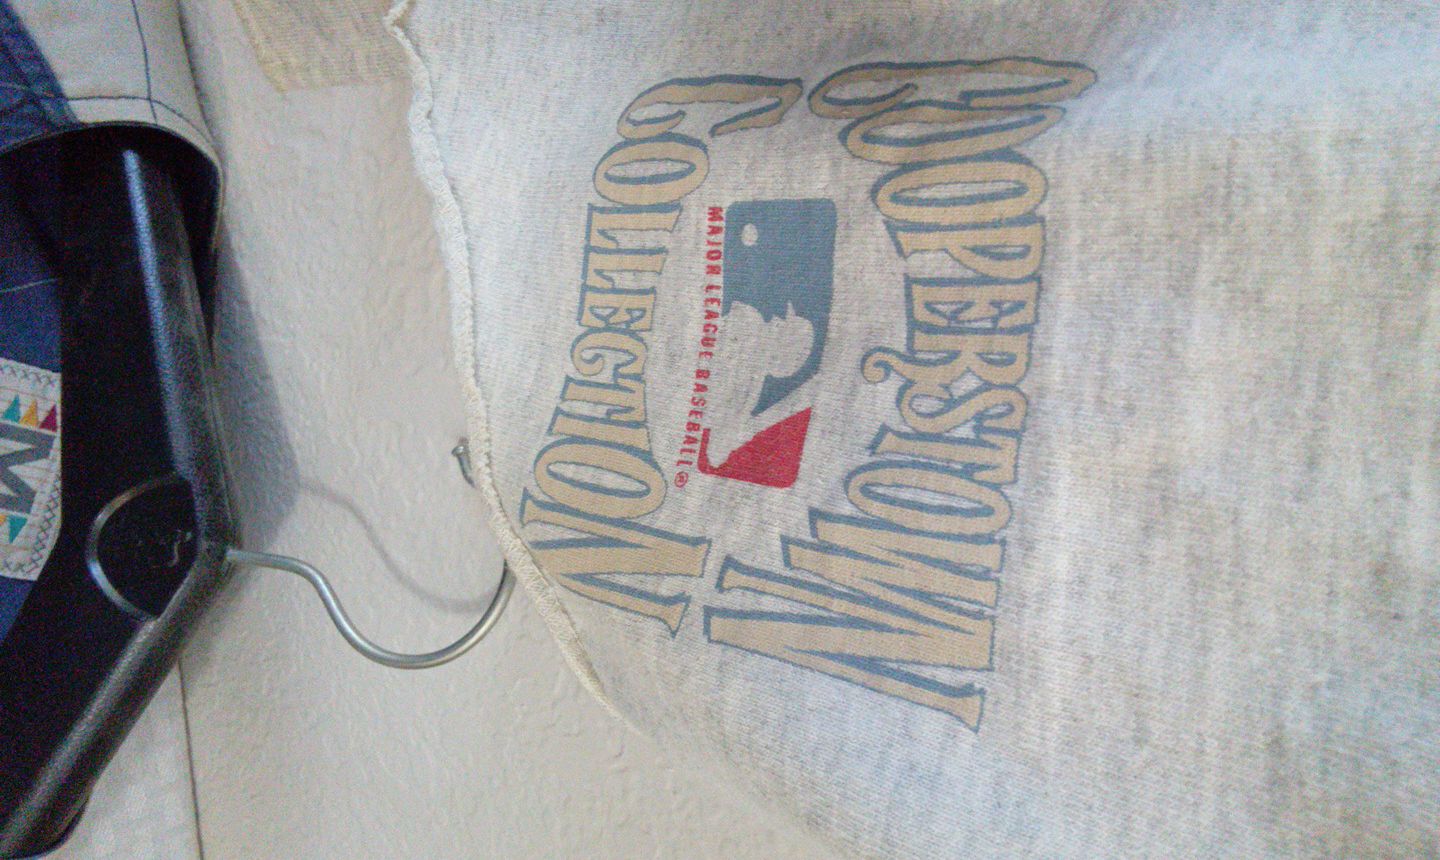 COOPERSTOWN
MAJOR LEAGUE BASEBALL®
COLLECTION
M